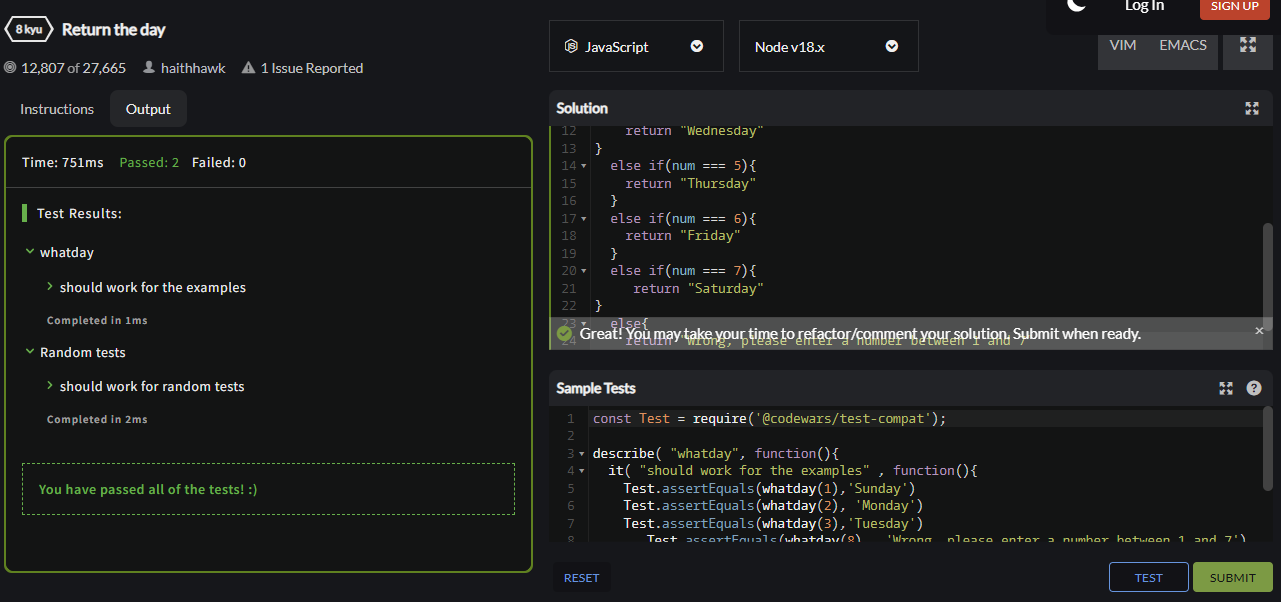 8 kyu Return the day
12,807 of 27,665 haithhawk 1 Issue Reported
Instructions Output
Time: 751ms Passed: 2 Failed: 0
Test Results:
whatday
should work for the examples
Completed in 1ms
Random tests
should work for random tests
Completed in 2ms
You have passed all of the tests! :)
JavaScript
Node v18.x
Log In
SIGN UP
VIM EMACS
Solution
12 return "Wednesday"
13 }
14 else if(num === 5){
15 return "Thursday"
16 }
17 else if(num === 6){
18 return "Friday"
19 }
20 else if(num === 7){
21 return "Saturday"
22 }
23 else{
24 return "Wrong, please enter a number between 1 and 7"
Great! You may take your time to refactor/comment your solution. Submit when ready. ×
Sample Tests
1 const Test = require('@codewars/test-compat');
2
3 describe( "whatday", function(){
4 it( "should work for the examples" , function(){
5 Test.assertEquals(whatday(1),'Sunday')
6 Test.assertEquals(whatday(2), 'Monday')
7 Test.assertEquals(whatday(3),'Tuesday')
8 Test.assertEquals(whatday(8), 'Wrong, please enter a number between 1 and 7')
RESET
TEST
SUBMIT